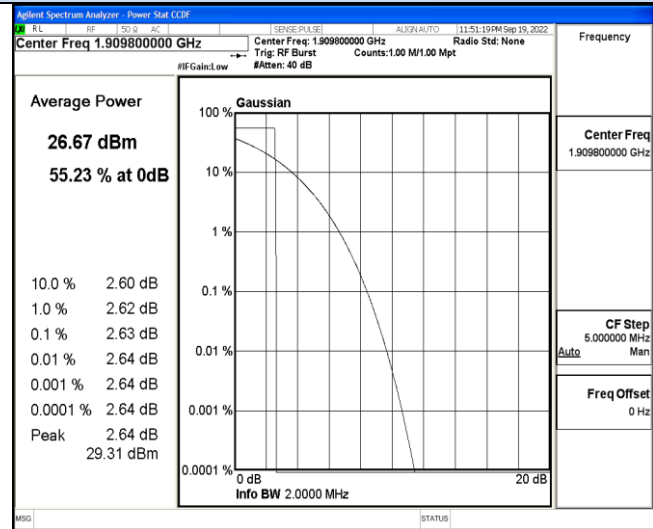 Agilent Spectrum Analyzer - Power Stat CCDF
RL RF 50 Ω AC SENSE:PULSE ALIGN AUTO 11:51:19 PM Sep 19, 2022
Center Freq 1.909800000 GHz
Center Freq: 1.909800000 GHz Radio Std: None
Trig: RF Burst Counts:1.00 M/1.00 Mpt
#IFGain:Low #Atten: 40 dB
Frequency
Average Power
26.67 dBm
55.23 % at 0dB
10.0 % 2.60 dB
1.0 % 2.62 dB
0.1 % 2.63 dB
0.01 % 2.64 dB
0.001 % 2.64 dB
0.0001 % 2.64 dB
Peak 2.64 dB
29.31 dBm
Gaussian
100 %
10 %
1 %
0.1 %
0.01 %
0.001 %
0.0001 %
0 dB 20 dB
Info BW 2.0000 MHz
Center Freq
1.909800000 GHz
CF Step
5.000000 MHz
Auto Man
Freq Offset
0 Hz
MSG STATUS